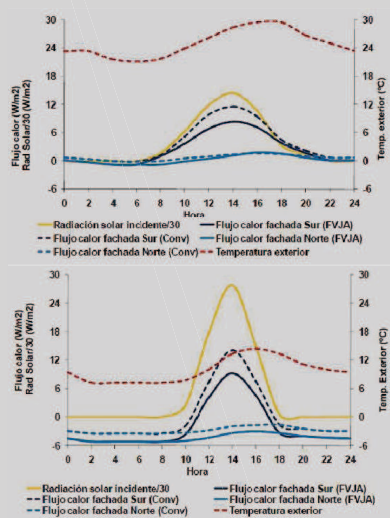 Flujo calor (W/m2)
Rad Solar/30 (W/m2)
30
24
18
12
6
0
-6
30
24
18
12
6
0
-6
Temp. exterior (ºC)
0 2 4 6 8 10 12 14 16 18 20 22 24
Hora
Radiación solar incidente/30
Flujo calor fachada Sur (FVJA)
Flujo calor fachada Sur (Conv)
Flujo calor fachada Norte (FVJA)
Flujo calor fachada Norte (Conv)
Temperatura exterior
Flujo calor (W/m2)
Rad Solar/30 (W/m2)
30
24
18
12
6
0
-6
30
24
18
12
6
0
-6
Temp. Exterior (ºC)
0 2 4 6 8 10 12 14 16 18 20 22 24
Hora
Radiación solar incidente/30
Flujo calor fachada Sur (FVJA)
Flujo calor fachada Sur (Conv)
Flujo calor fachada Norte (FVJA)
Flujo calor fachada Norte (Conv)
Temperatura exterior